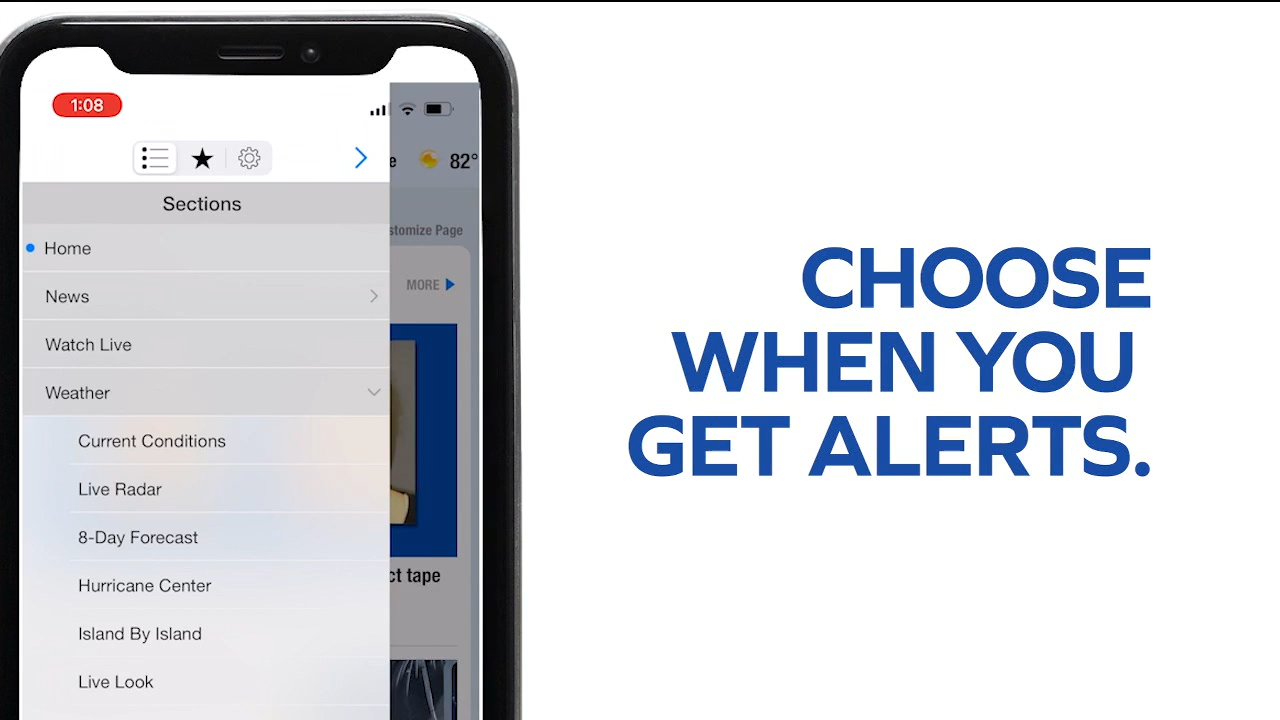 1:08
e 82°
Sections
stomize Page
Home
MORE
News
Watch Live
Weather
Current Conditions
Live Radar
8-Day Forecast
ct tape
Hurricane Center
Island By Island
Live Look
CHOOSE
WHEN YOU
GET ALERTS.